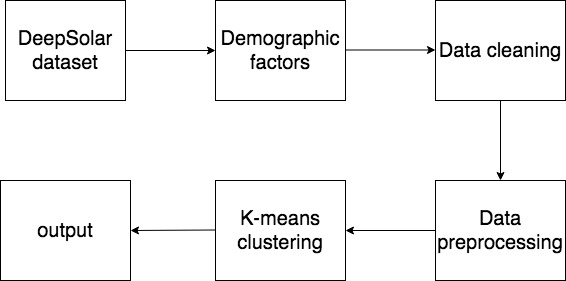 DeepSolar
dataset
Demographic
factors
Data cleaning
Data
preprocessing
K-means
clustering
output